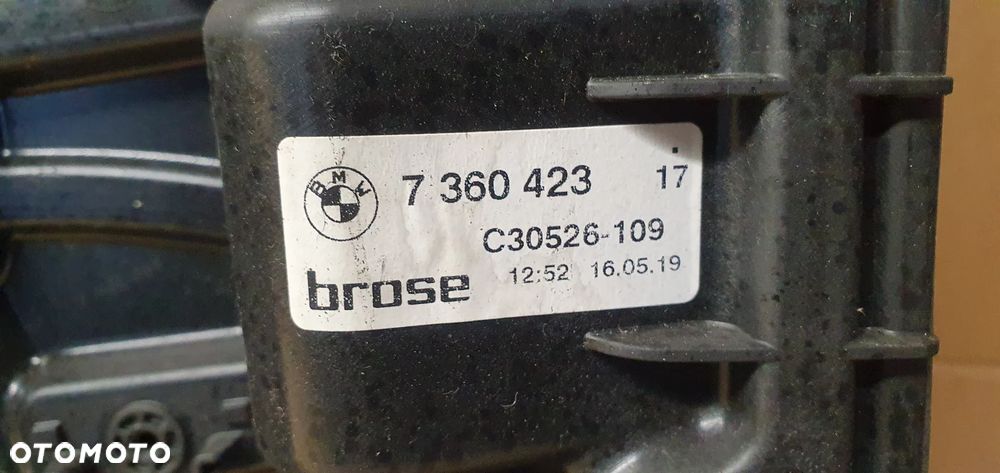 BMW
7 360 423 17
C30526-109
12:52 16.05.19
brose
OTOMOTO